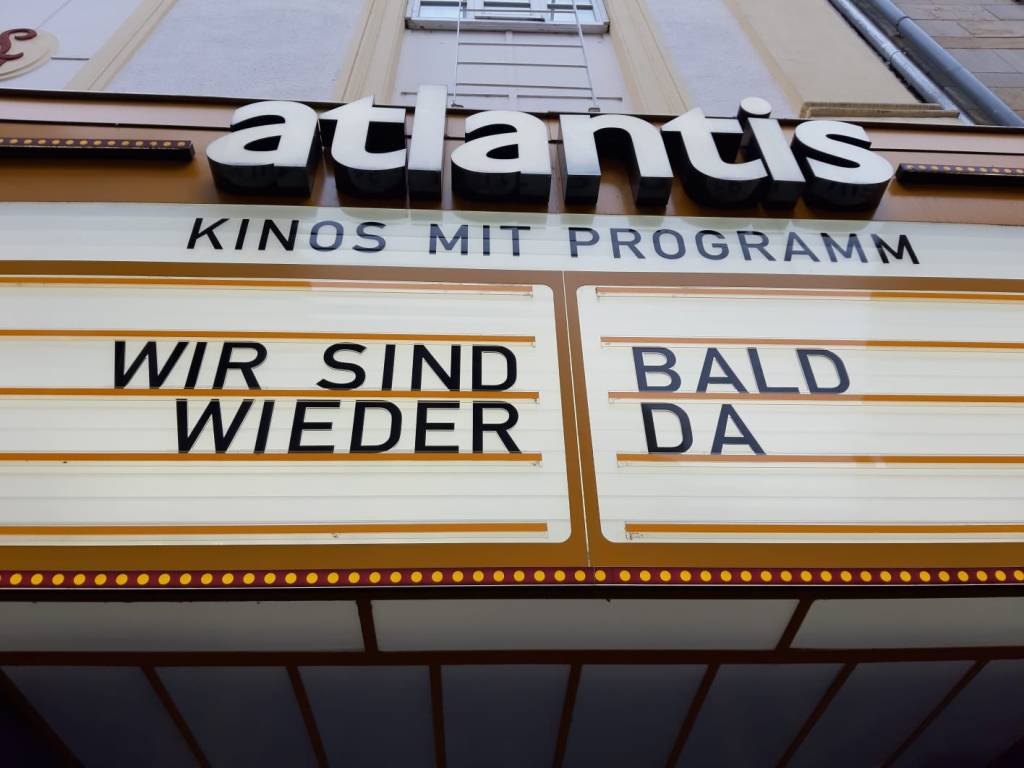 atlantis
KINOS MIT PROGRAMM
WIR SIND BALD
WIEDER DA